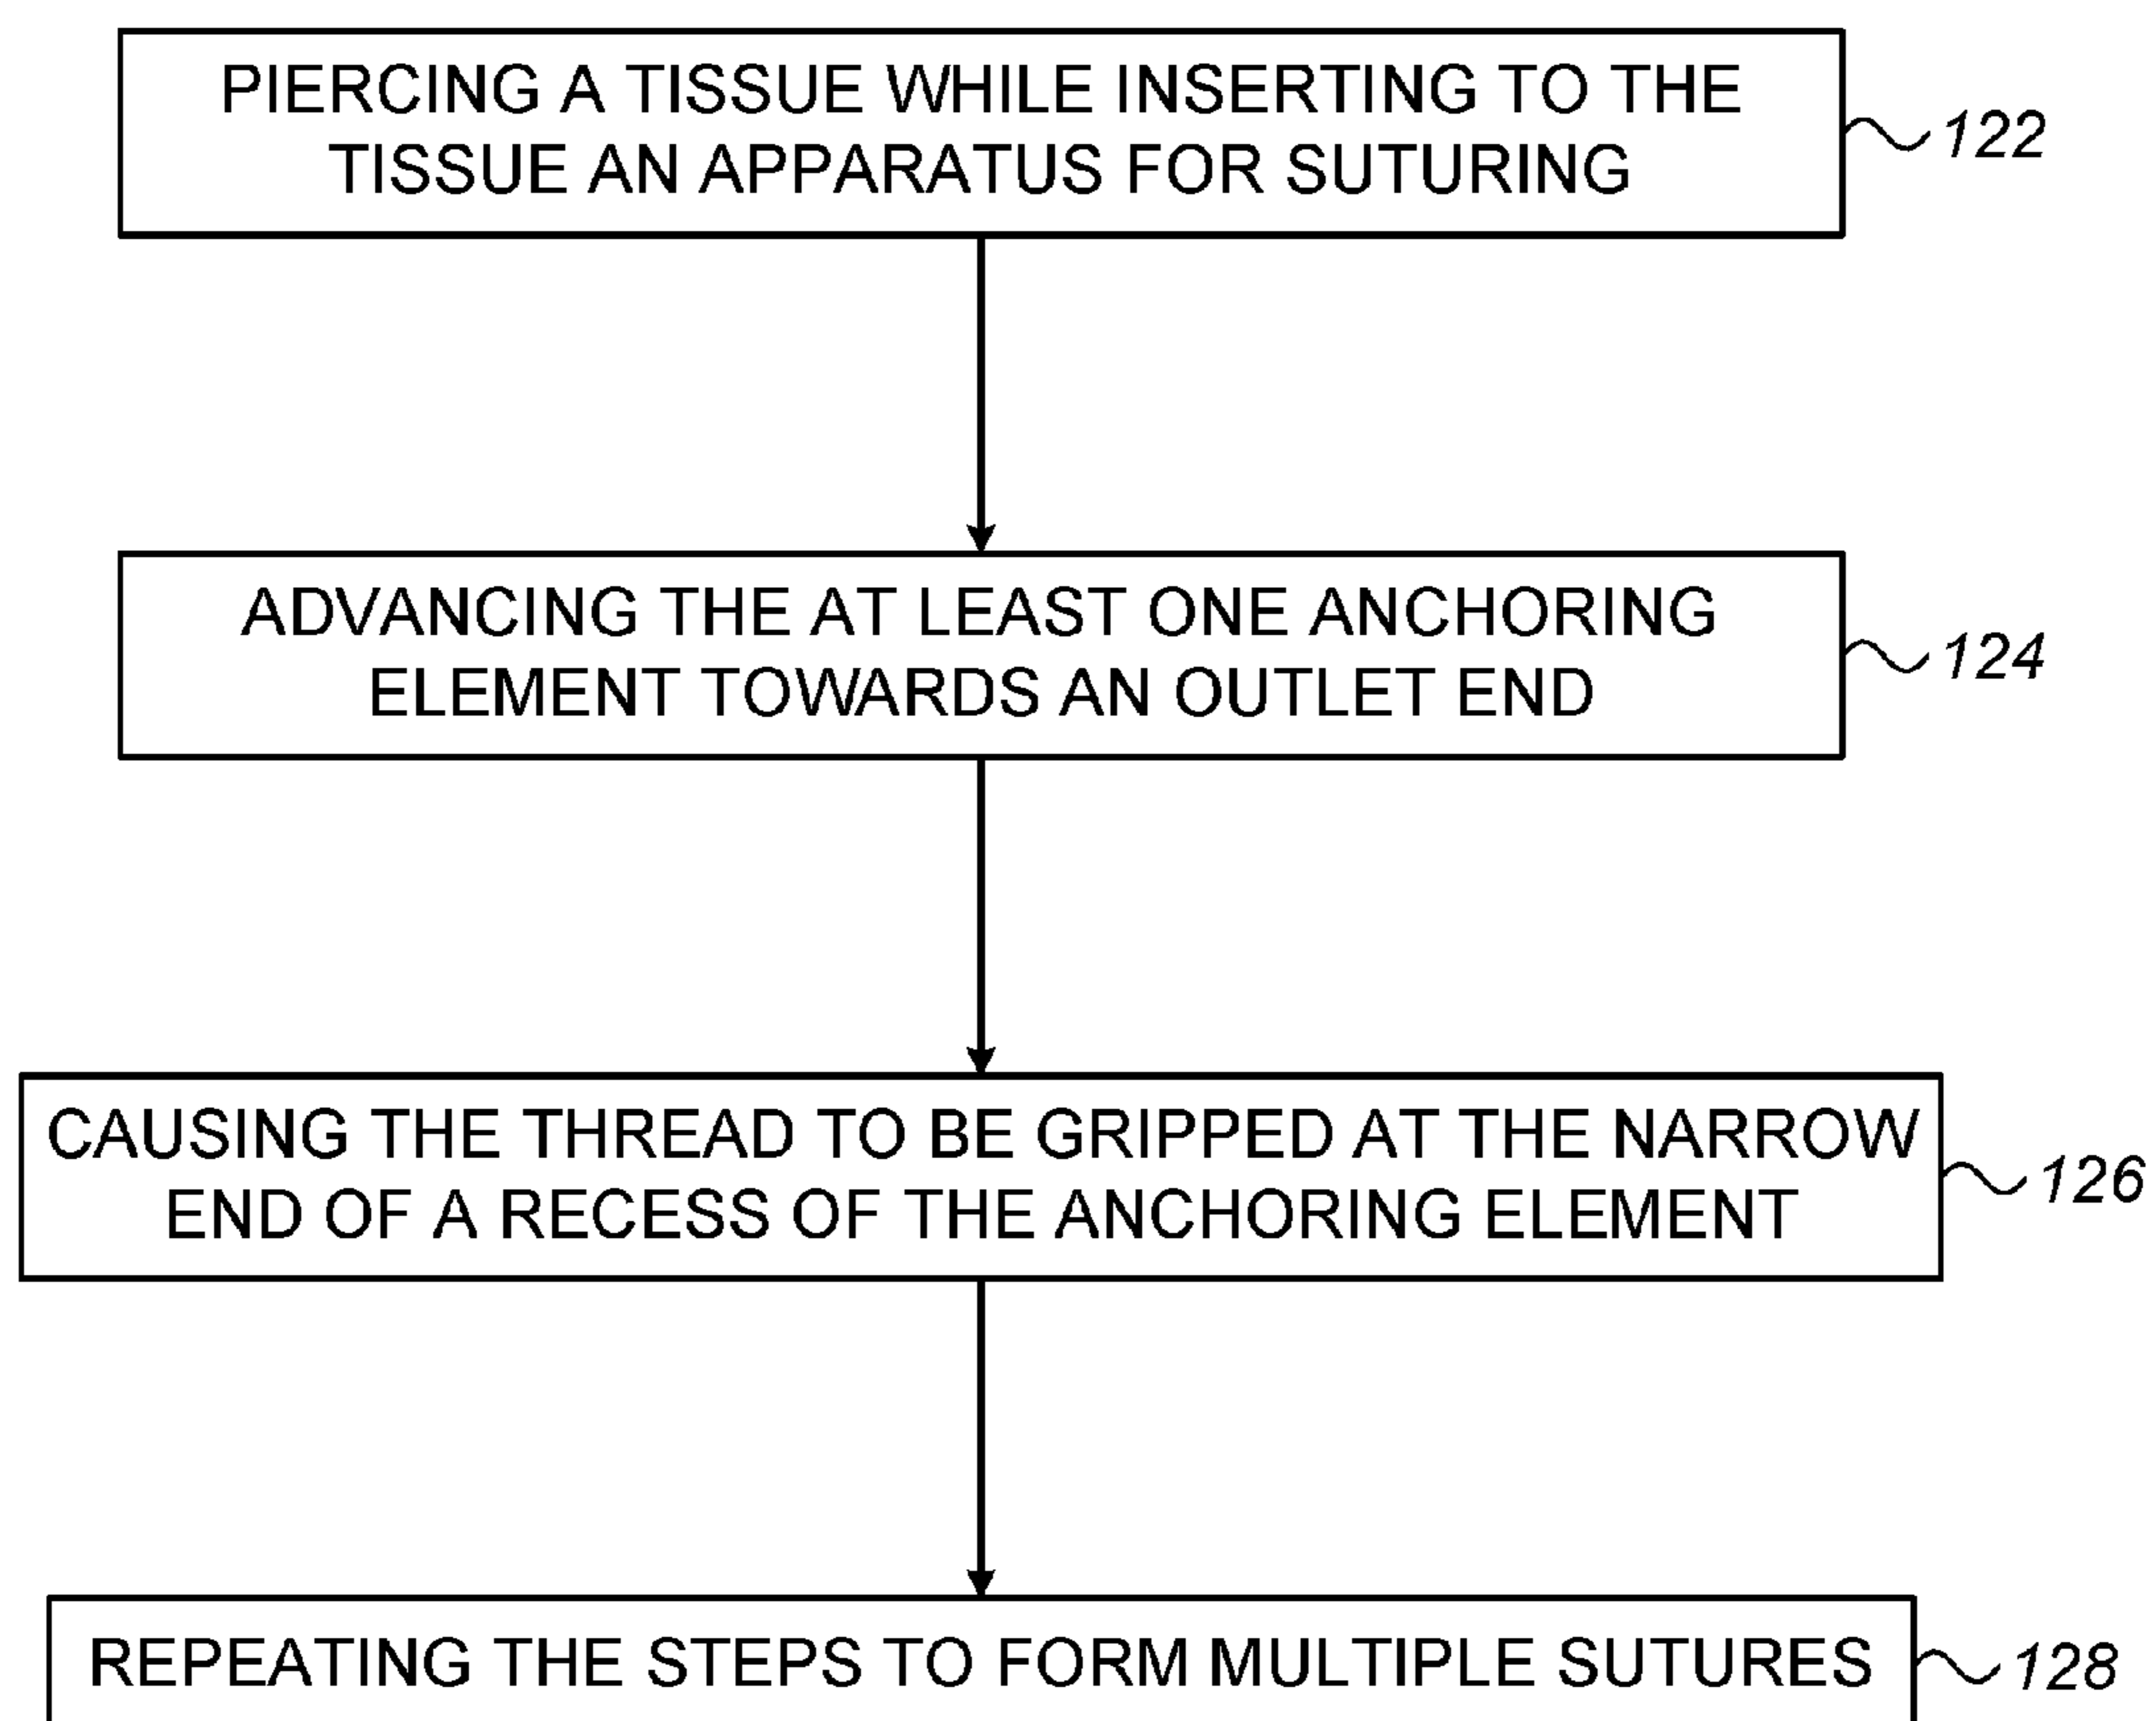 PIERCING A TISSUE WHILE INSERTING TO THE
TISSUE AN APPARATUS FOR SUTURING
122
ADVANCING THE AT LEAST ONE ANCHORING
ELEMENT TOWARDS AN OUTLET END
124
CAUSING THE THREAD TO BE GRIPPED AT THE NARROW
END OF A RECESS OF THE ANCHORING ELEMENT
126
REPEATING THE STEPS TO FORM MULTIPLE SUTURES
128